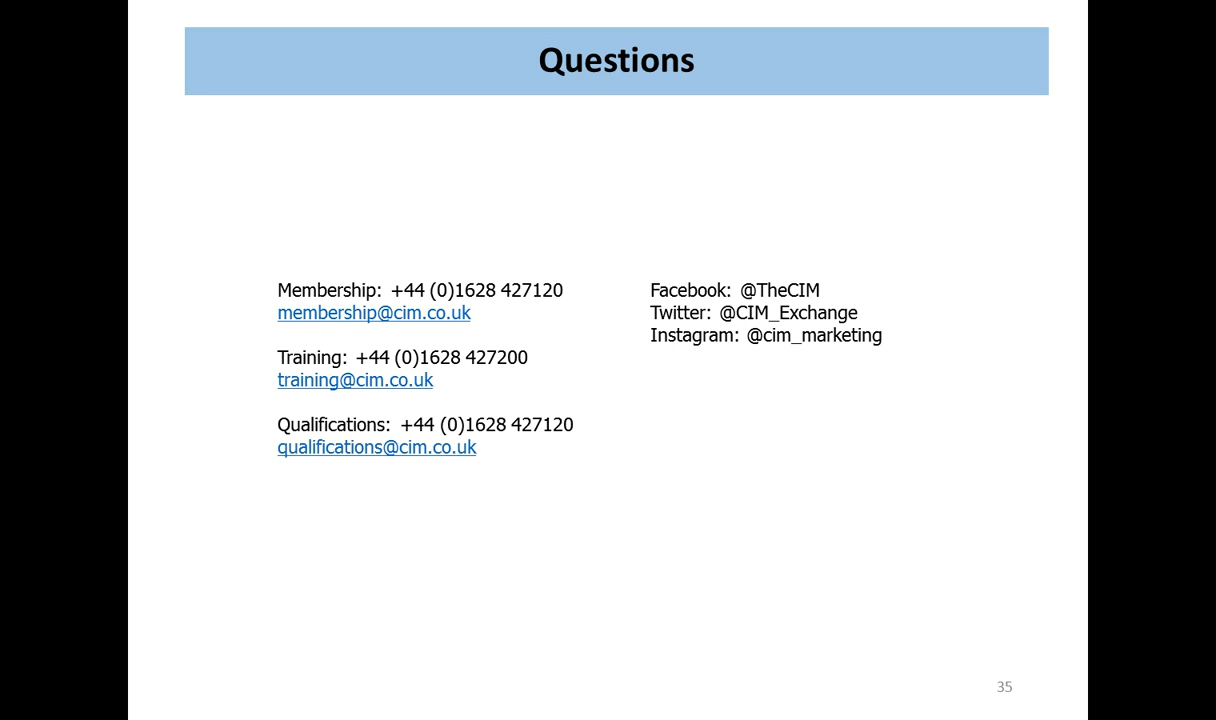 Questions
Membership: +44 (0)1628 427120
membership@cim.co.uk
Training: +44 (0)1628 427200
training@cim.co.uk
Qualifications: +44 (0)1628 427120
qualifications@cim.co.uk
Facebook: @TheCIM
Twitter: @CIM_Exchange
Instagram: @cim_marketing
35